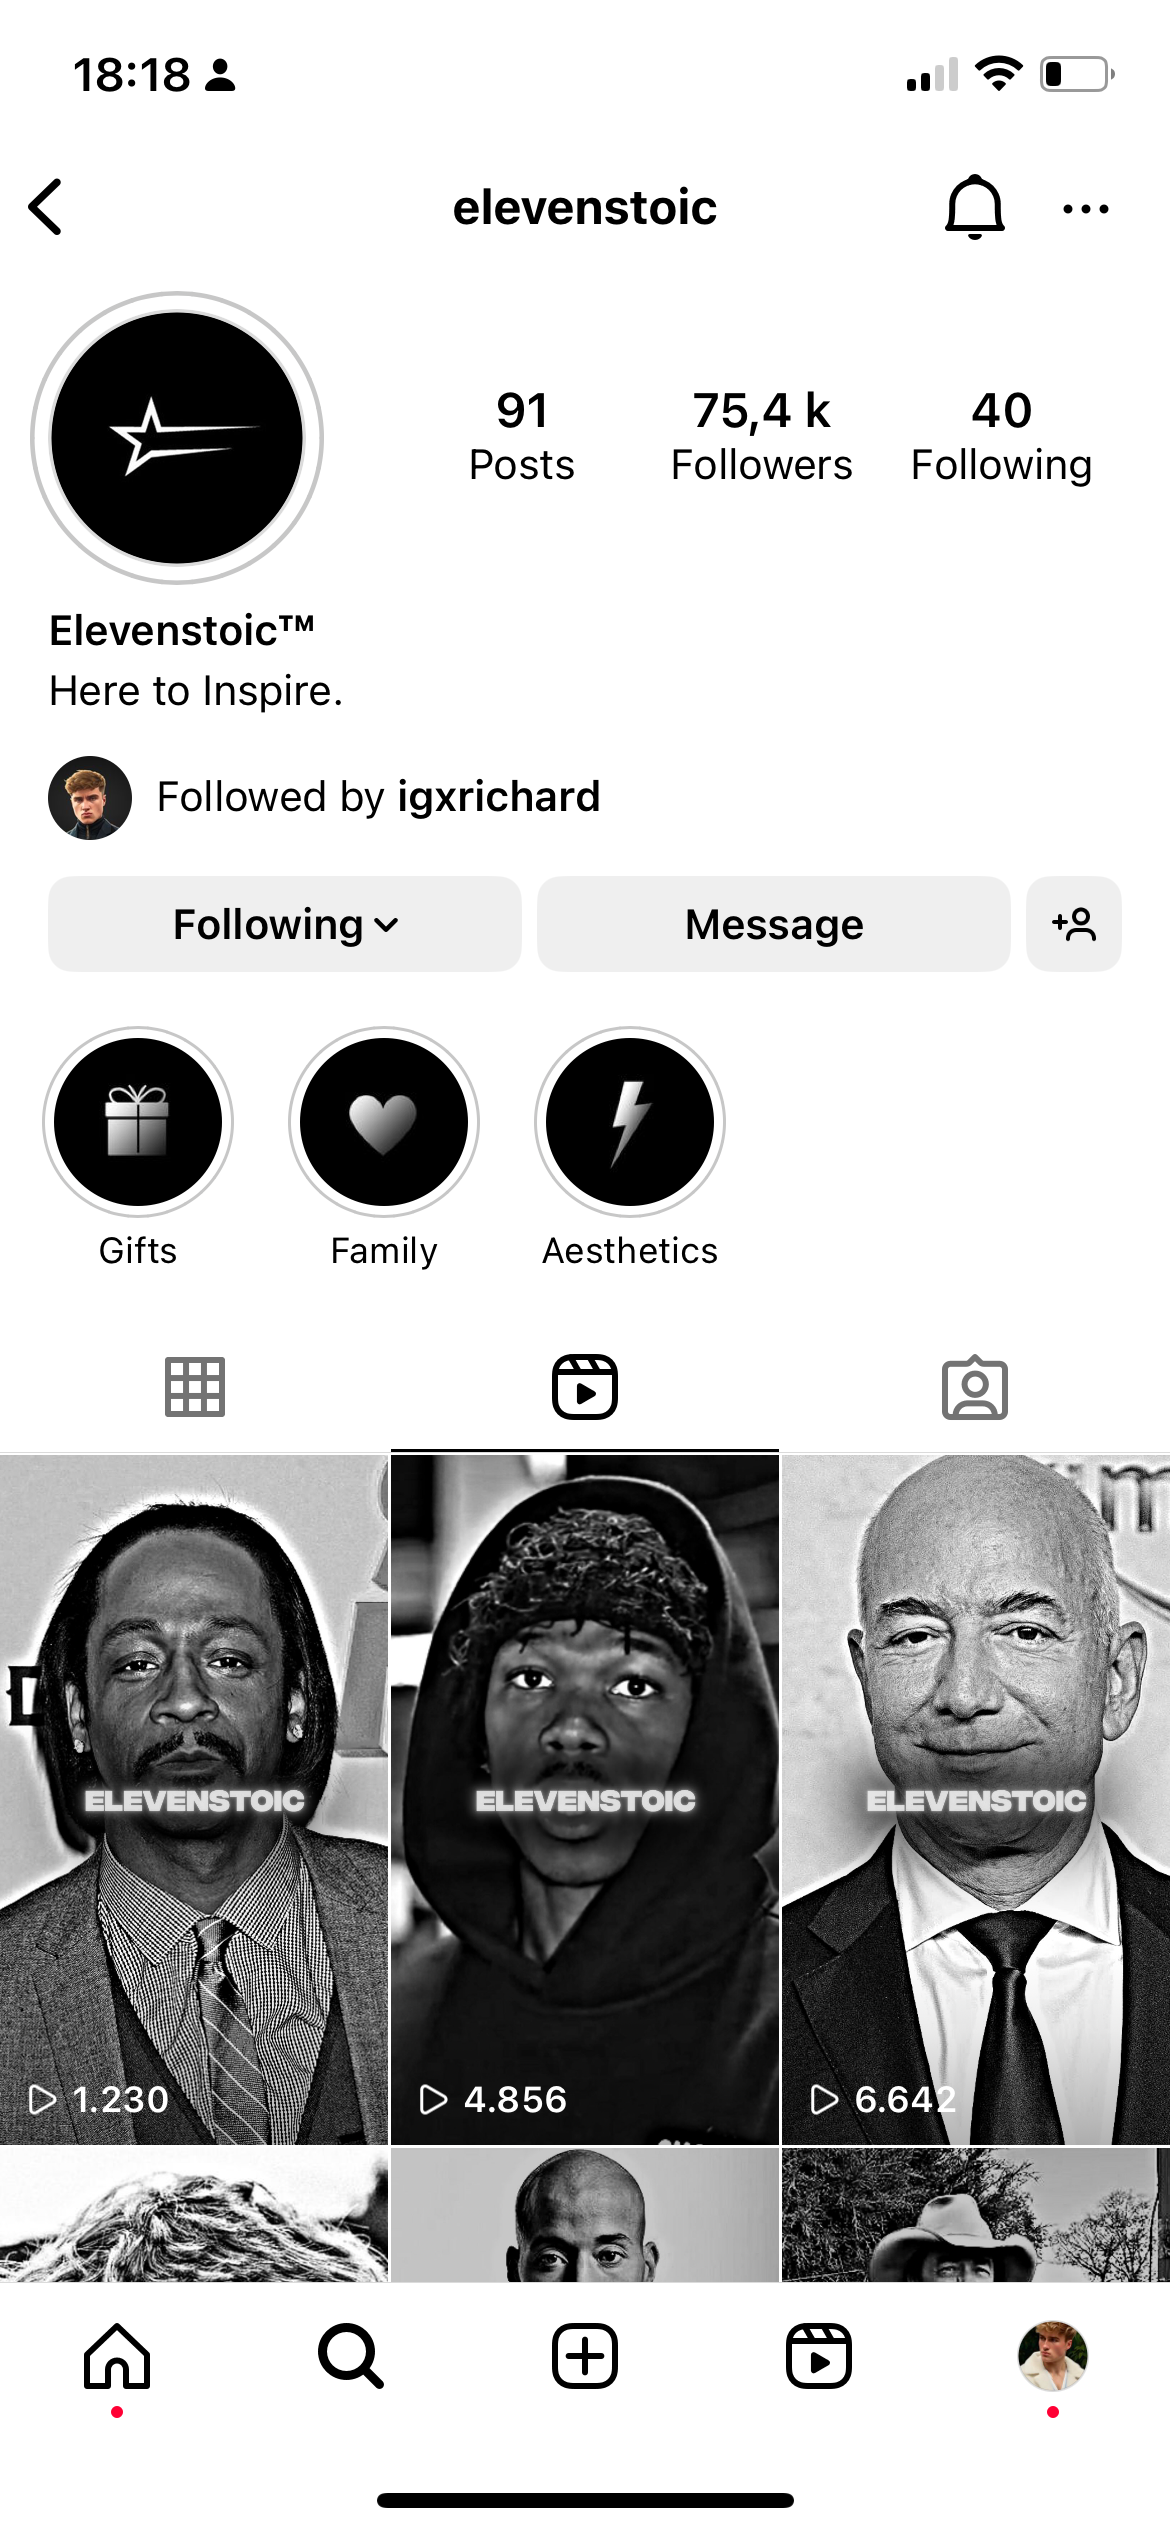 18:18
elevenstoic
91 75,4 k 40
Posts Followers Following
Elevenstoic™
Here to Inspire.
Followed by igxrichard
Following Message
Gifts Family Aesthetics
ELEVENSTOIC ELEVENSTOIC ELEVENSTOIC
1.230 4.856 6.642